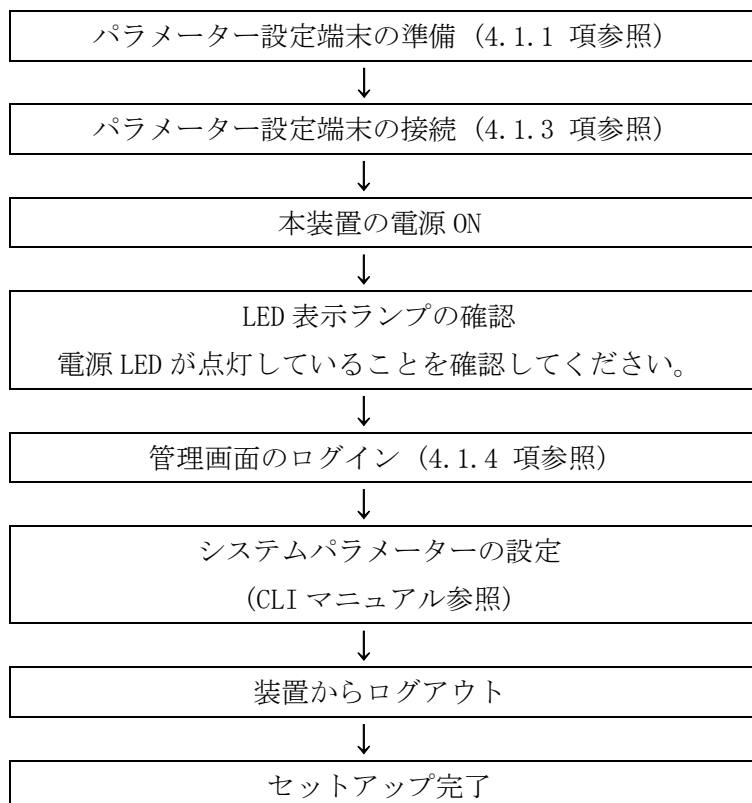 パラメーター設定端末の準備 (4.1.1 項参照)
↓
パラメーター設定端末の接続 (4.1.3 項参照)
↓
本装置の電源 ON
↓
LED 表示ランプの確認
電源 LED が点灯していることを確認してください。
↓
管理画面のログイン (4.1.4 項参照)
↓
システムパラメーターの設定
(CLI マニュアル参照)
↓
装置からログアウト
↓
セットアップ完了